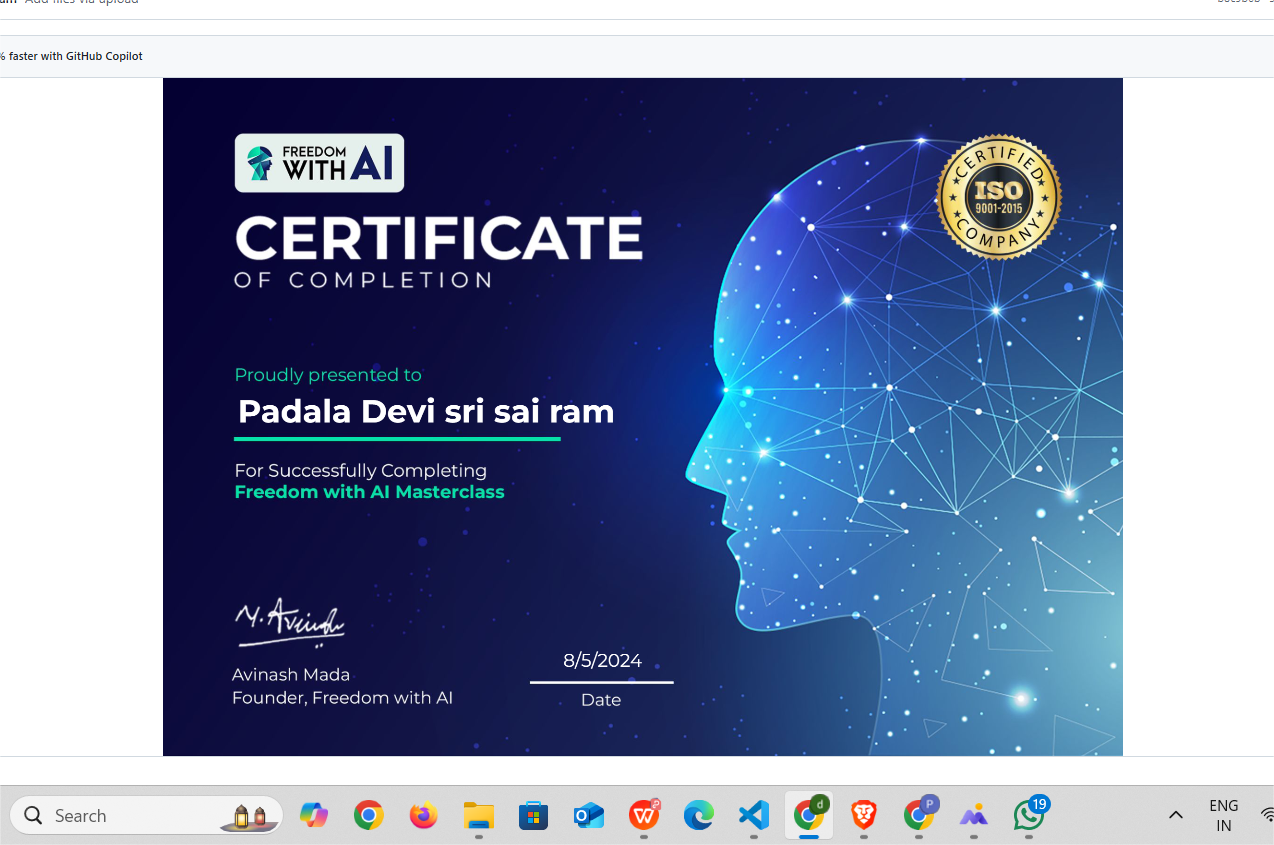 Add files via upload
% faster with GitHub Copilot
FREEDOM
WITH AI
CERTIFICATE
OF COMPLETION
CERTIFIED
ISO
9001-2015
COMPANY
Proudly presented to
Padala Devi sri sai ram
For Successfully Completing
Freedom with AI Masterclass
M. Avinash
Avinash Mada
Founder, Freedom with AI
8/5/2024
Date
Search
W
d
P
19
ENG
IN